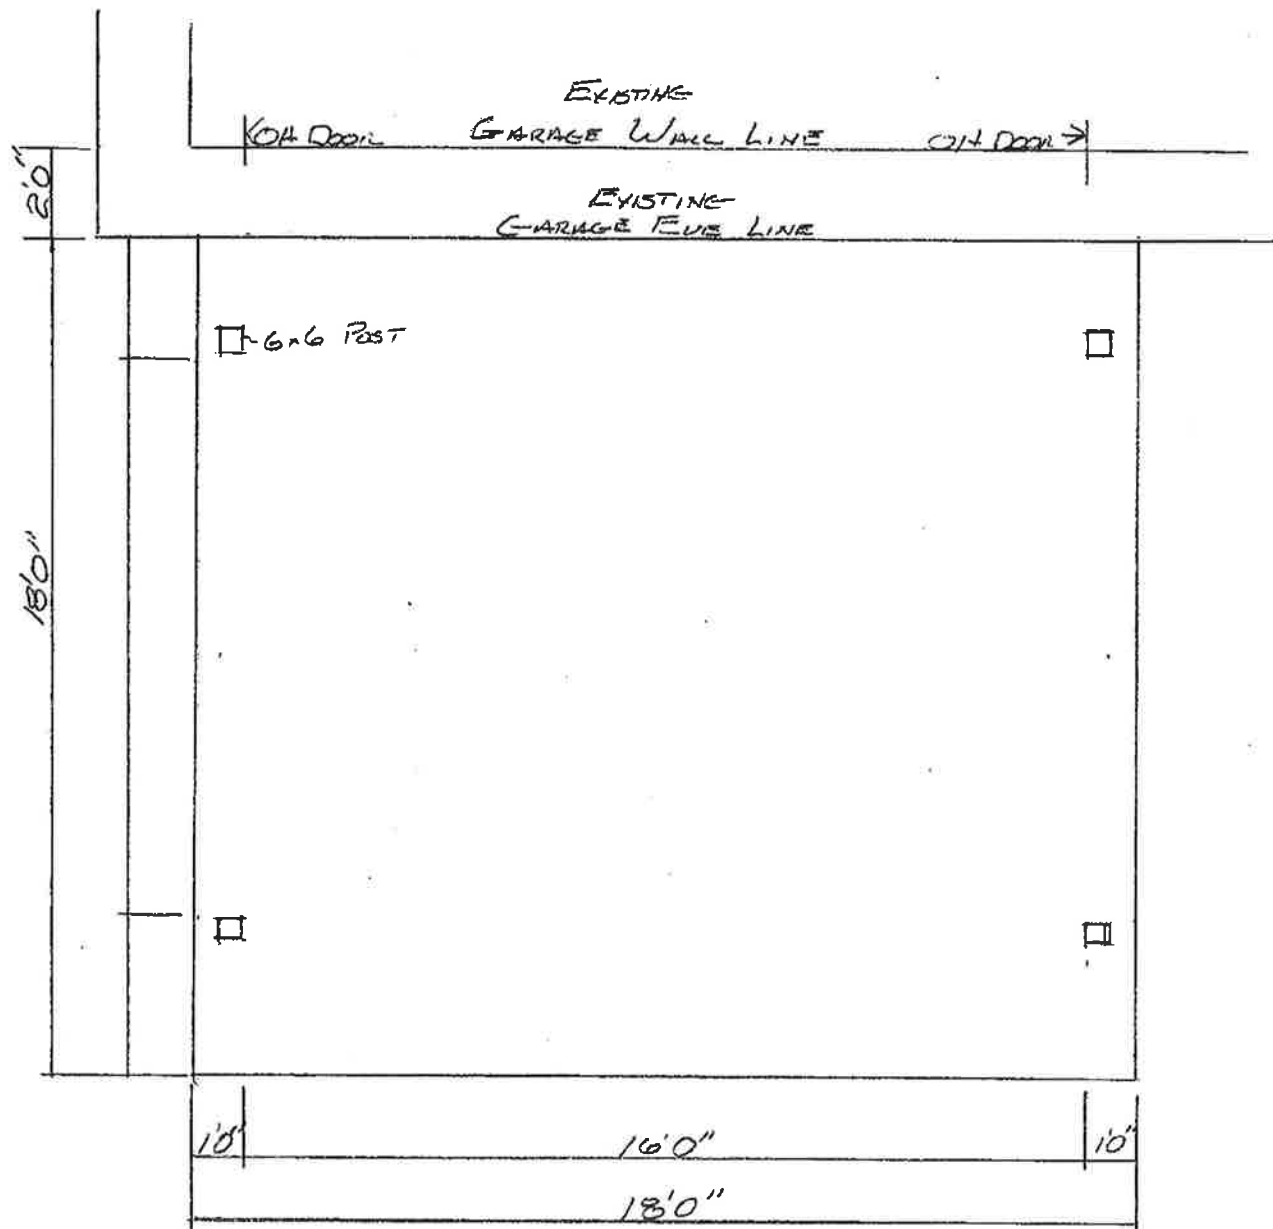 EXISTING
<OH DOOR GARAGE WALL LINE OH DOOR >
2'0"
EXISTING
GARAGE EVE LINE
6x6 POST
18'0"
1'0" 16'0" 1'0"
18'0"